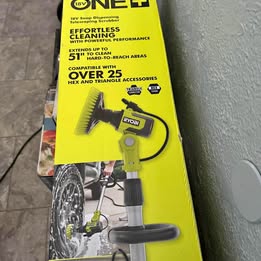 18V ONE+
18V Soap Dispensing
Telescoping Scrubber
EFFORTLESS
CLEANING
WITH POWERFUL PERFORMANCE
EXTENDS UP TO
51" TO CLEAN
HARD-TO-REACH AREAS
COMPATIBLE WITH
OVER 25
HEX AND TRIANGLE ACCESSORIES
RYOBI